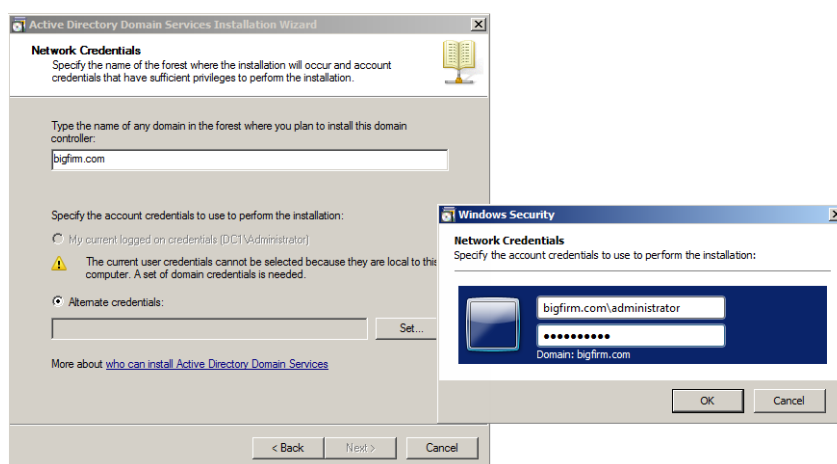 Active Directory Domain Services Installation Wizard
Network Credentials
Specify the name of the forest where the installation will occur and account
credentials that have sufficient privileges to perform the installation.
Type the name of any domain in the forest where you plan to install this domain
controller:
bigfirm.com
Specify the account credentials to use to perform the installation:
My current logged on credentials (DC1\Administrator)
The current user credentials cannot be selected because they are local to this
computer. A set of domain credentials is needed.
Alternate credentials:
Set...
More about who can install Active Directory Domain Services
< Back
Next >
Cancel
Windows Security
Network Credentials
Specify the account credentials to use to perform the installation:
bigfirm.com\administrator
••••••••••
Domain: bigfirm.com
OK
Cancel